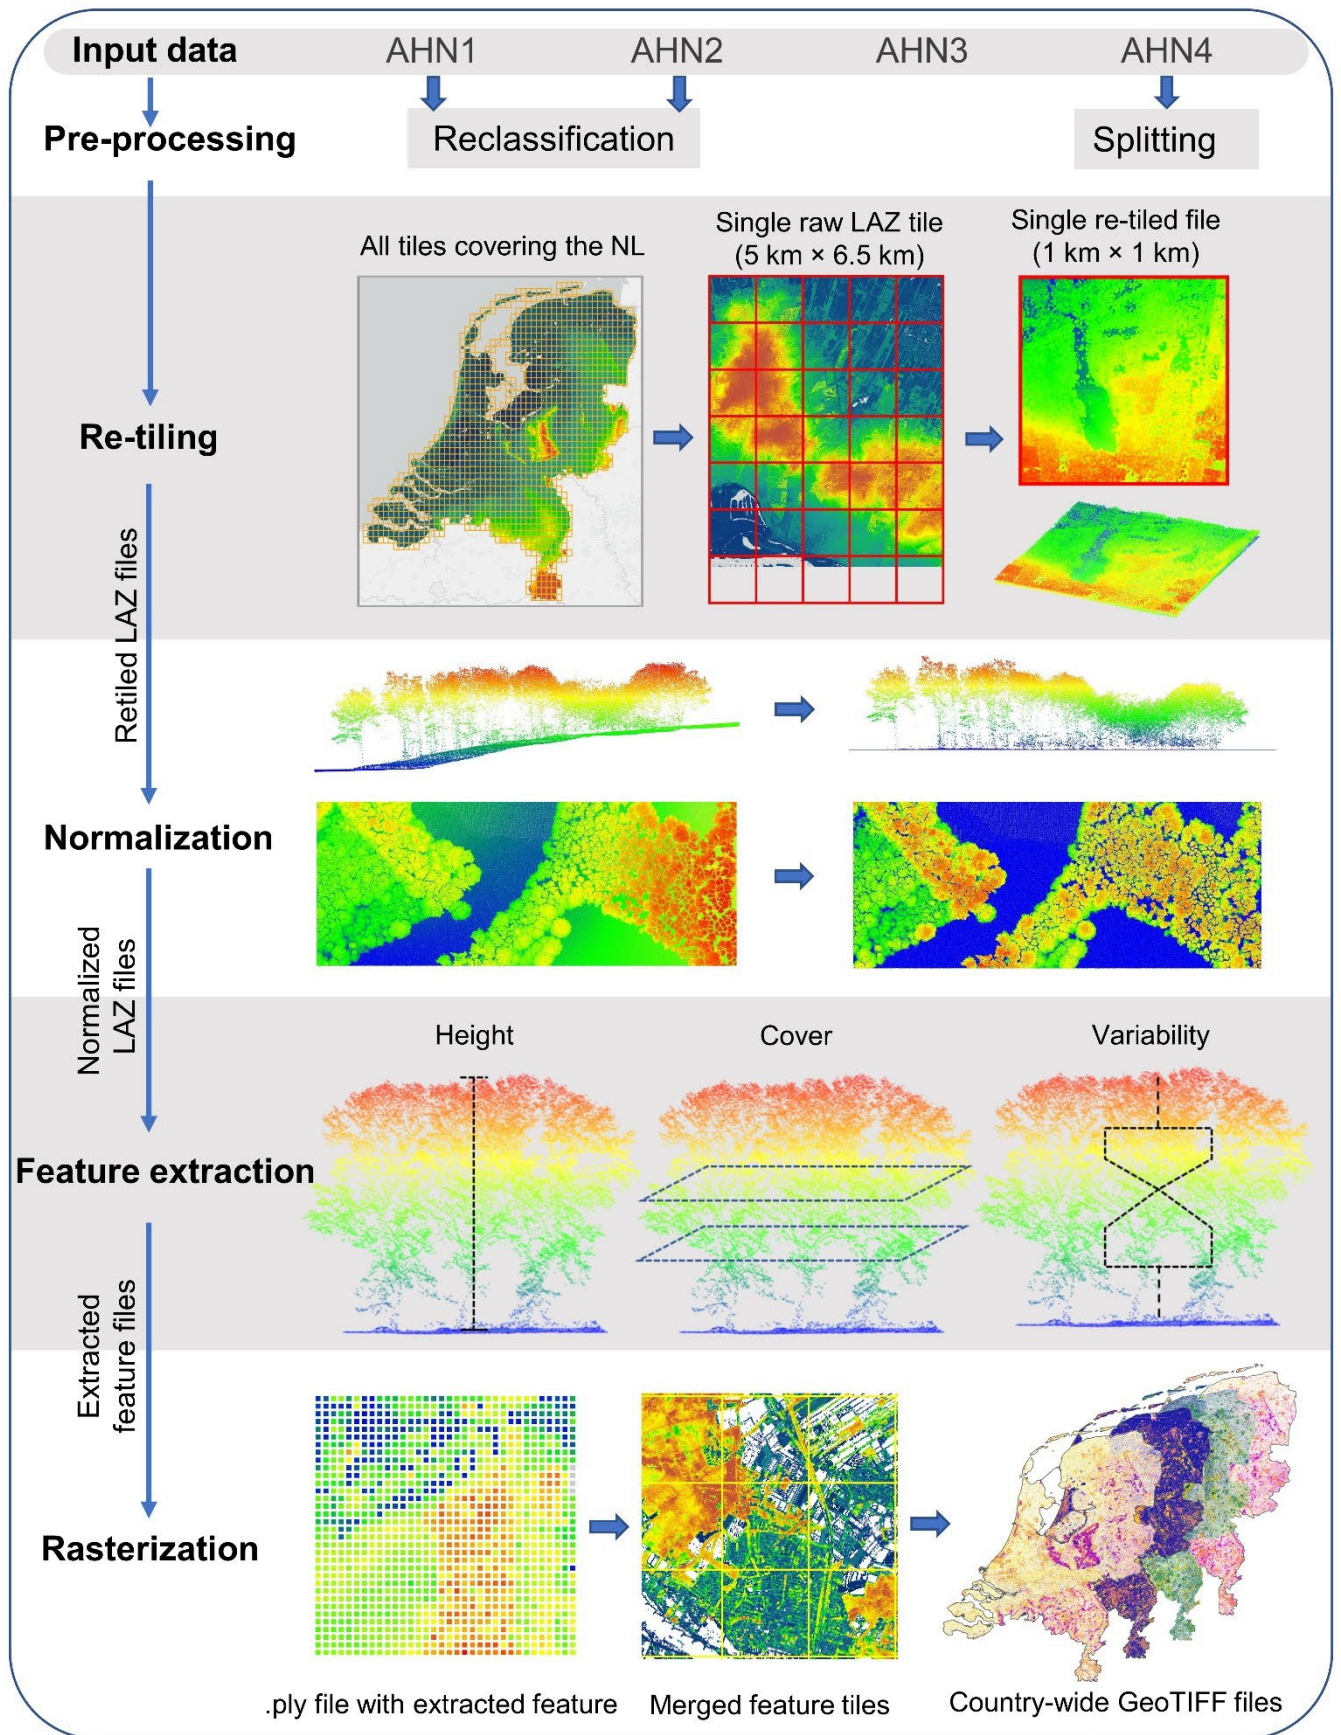 Input data
AHN1
AHN2
AHN3
AHN4
Pre-processing
Reclassification
Splitting
All tiles covering the NL
Single raw LAZ tile
(5 km × 6.5 km)
Single re-tiled file
(1 km × 1 km)
Re-tiling
Retiled LAZ files
Normalization
Normalized
LAZ files
Height
Cover
Variability
Feature extraction
Extracted
feature files
Rasterization
.ply file with extracted feature
Merged feature tiles
Country-wide GeoTIFF files